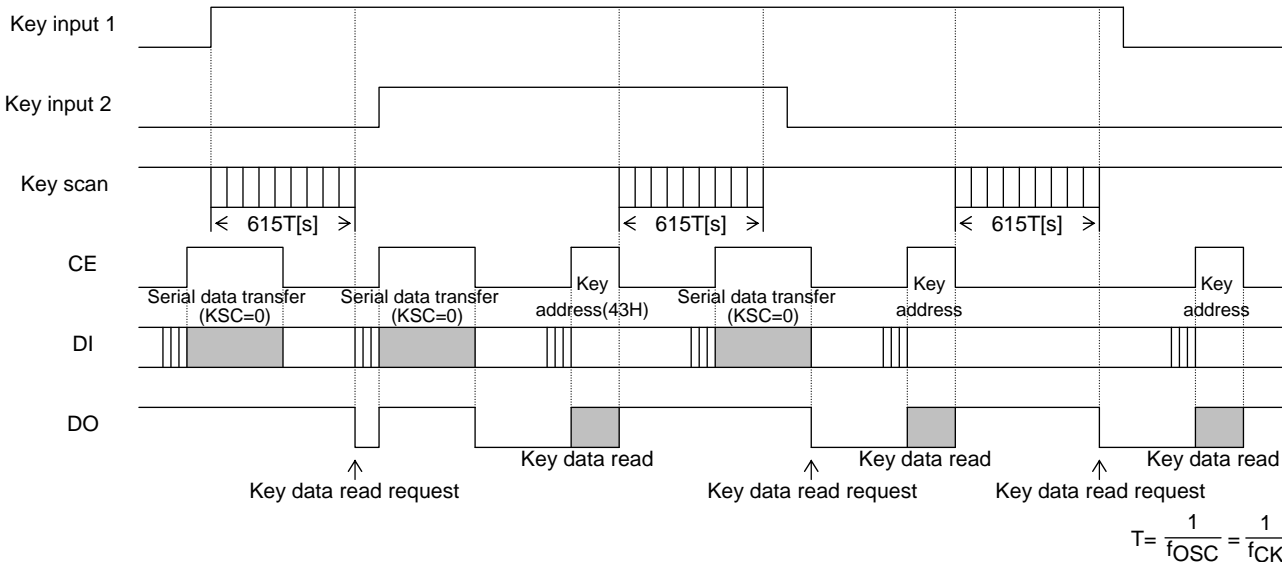 Key input 1
Key input 2
Key scan
615T[s] 615T[s] 615T[s]
CE
Serial data transfer
(KSC=0)
Serial data transfer
(KSC=0)
Key
address(43H)
Serial data transfer
(KSC=0)
Key
address
Key
address
DI
DO
Key data read Key data read Key data read
Key data read request Key data read request Key data read request
T= 1/fOSC = 1/fCK